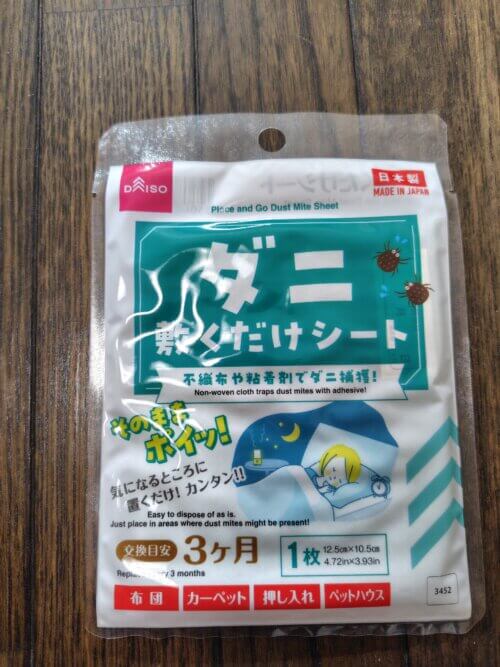 DAISO
日本製
MADE IN JAPAN
Place and Go Dust Mite Sheet
ダニ
敷くだけシート
不織布や粘着剤でダニ捕獲!
Non-woven cloth traps dust mites with adhesive!
そのまま
ポイッ!
気になるところに
置くだけ! カンタン!!
Easy to dispose of as is.
Just place in areas where dust mites might be present!
交換目安 3ヶ月
Replace every 3 months
1枚
12.5cm×10.5cm
4.72in×3.93in
布団 カーペット 押し入れ ペットハウス
3452